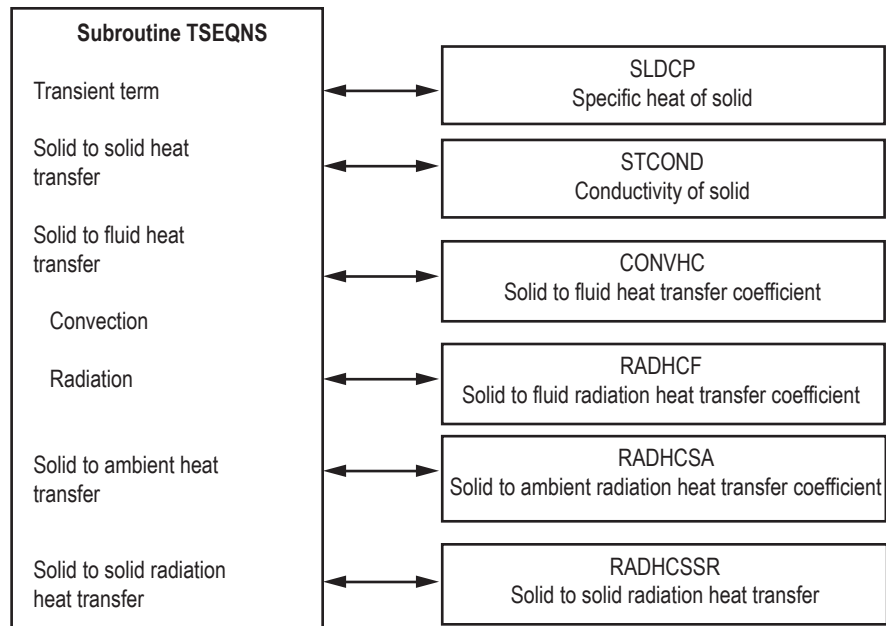 Subroutine TSEQNS
Transient term
SLDCP
Specific heat of solid
Solid to solid heat
transfer
STCOND
Conductivity of solid
Solid to fluid heat
transfer
CONVHC
Solid to fluid heat transfer coefficient
Convection
Radiation
RADHCF
Solid to fluid radiation heat transfer coefficient
Solid to ambient heat
transfer
RADHCSA
Solid to ambient radiation heat transfer coefficient
Solid to solid radiation
heat transfer
RADHCSSR
Solid to solid radiation heat transfer